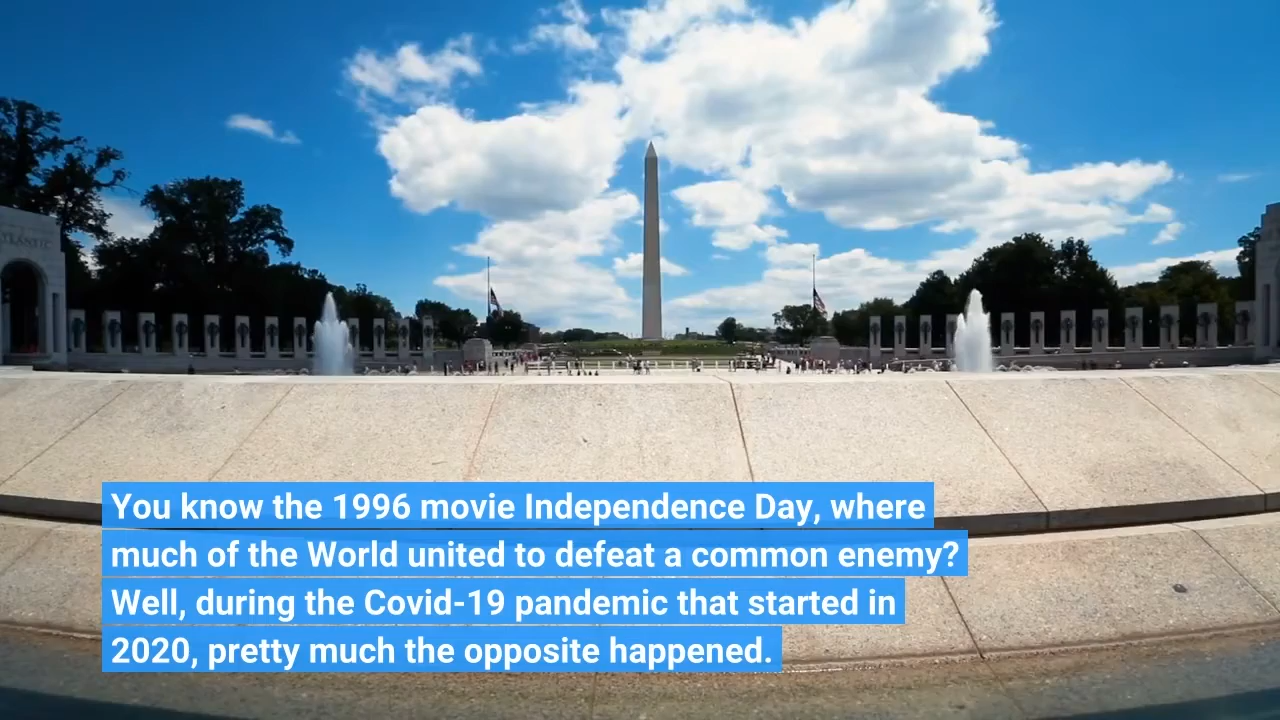 ATLANTIC
You know the 1996 movie Independence Day, where
much of the World united to defeat a common enemy?
Well, during the Covid-19 pandemic that started in
2020, pretty much the opposite happened.